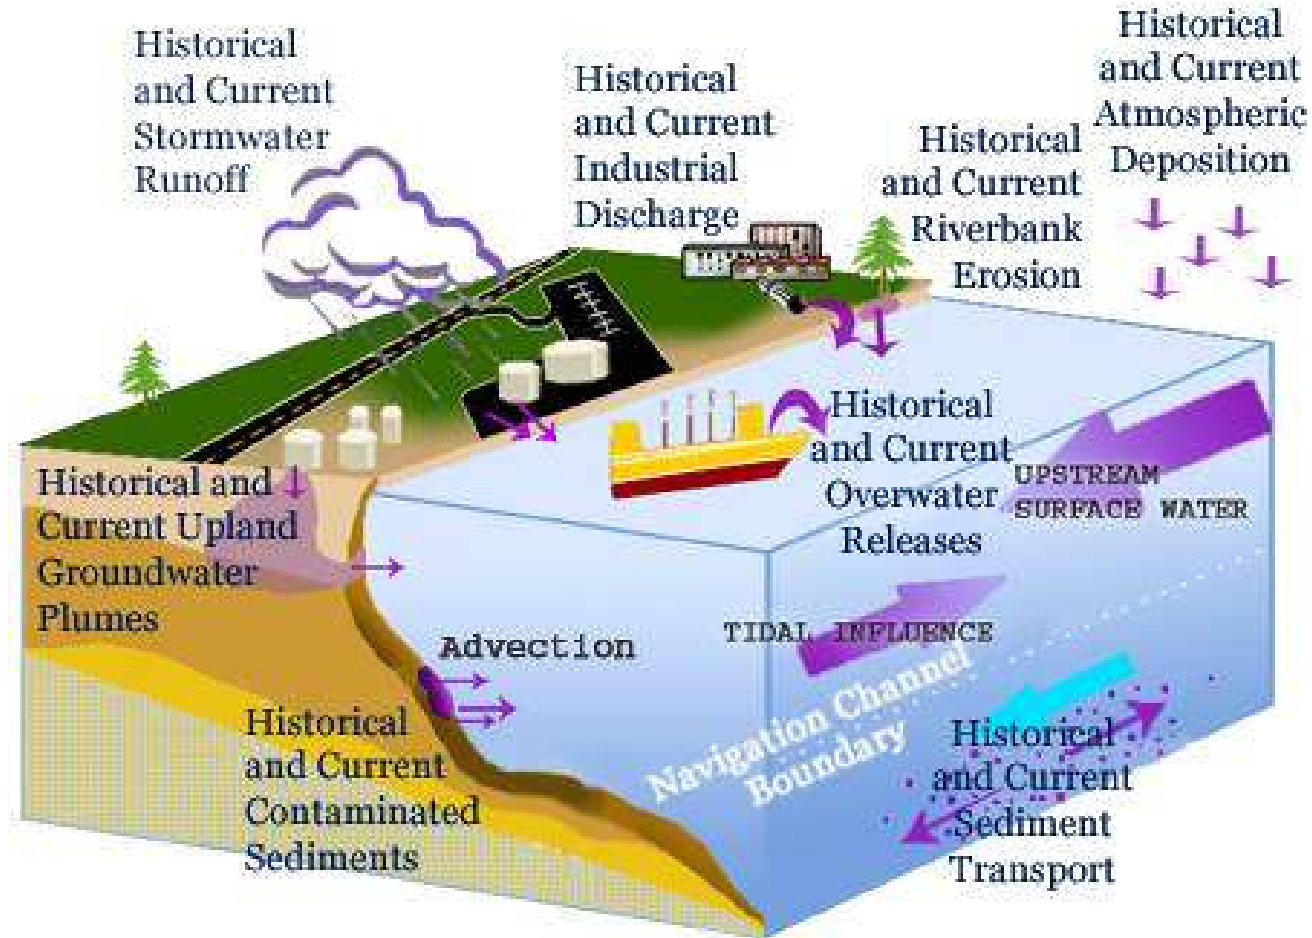 Historical
and Current
Stormwater
Runoff
Historical
and Current
Industrial
Discharge
Historical
and Current
Riverbank
Erosion
Historical
and Current
Atmospheric
Deposition
Historical
and Current
Overwater
Releases
UPSTREAM
SURFACE WATER
Historical and
Current Upland
Groundwater
Plumes
Advection
TIDAL INFLUENCE
Navigation Channel
Boundary
Historical
and Current
Contaminated
Sediments
Historical
and Current
Sediment
Transport